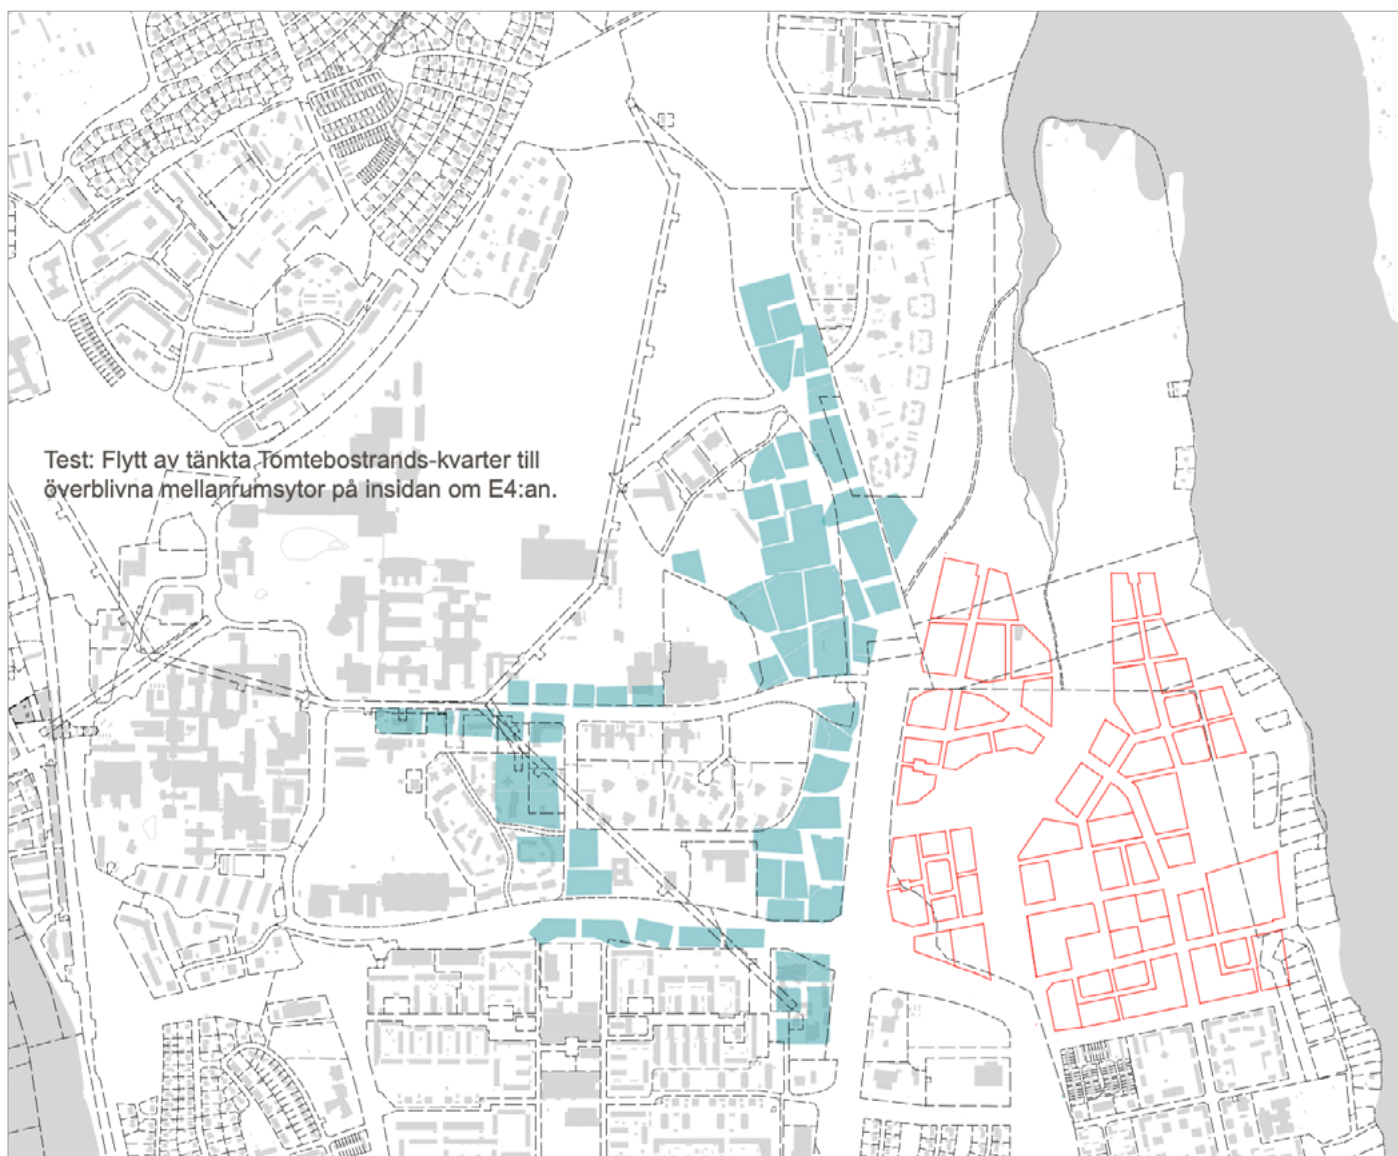 Test: Flytt av tänkta Tomtebostrands-kvarter till
överblivna mellanrumsytor på insidan om E4:an.